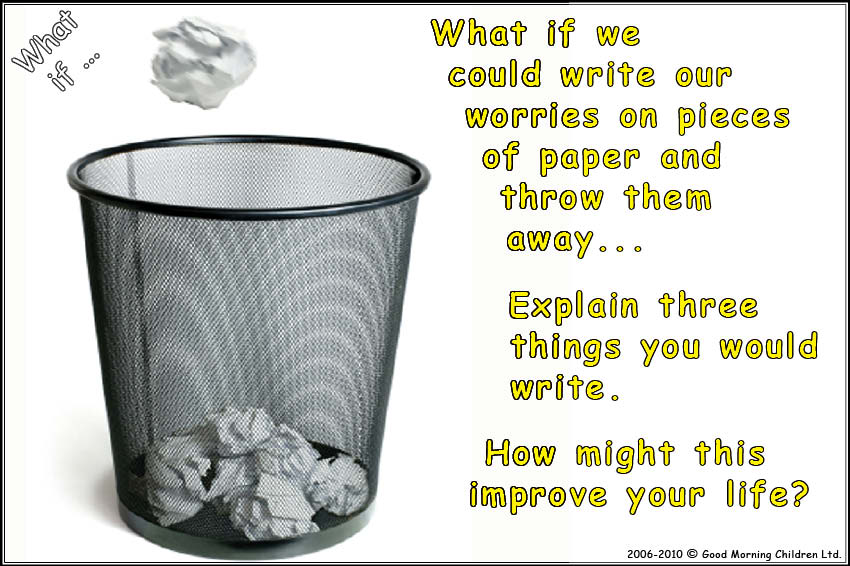 What
if ...
What if we
could write our
worries on pieces
of paper and
throw them
away...
Explain three
things you would
write.
How might this
improve your life?
2006-2010 © Good Morning Children Ltd.